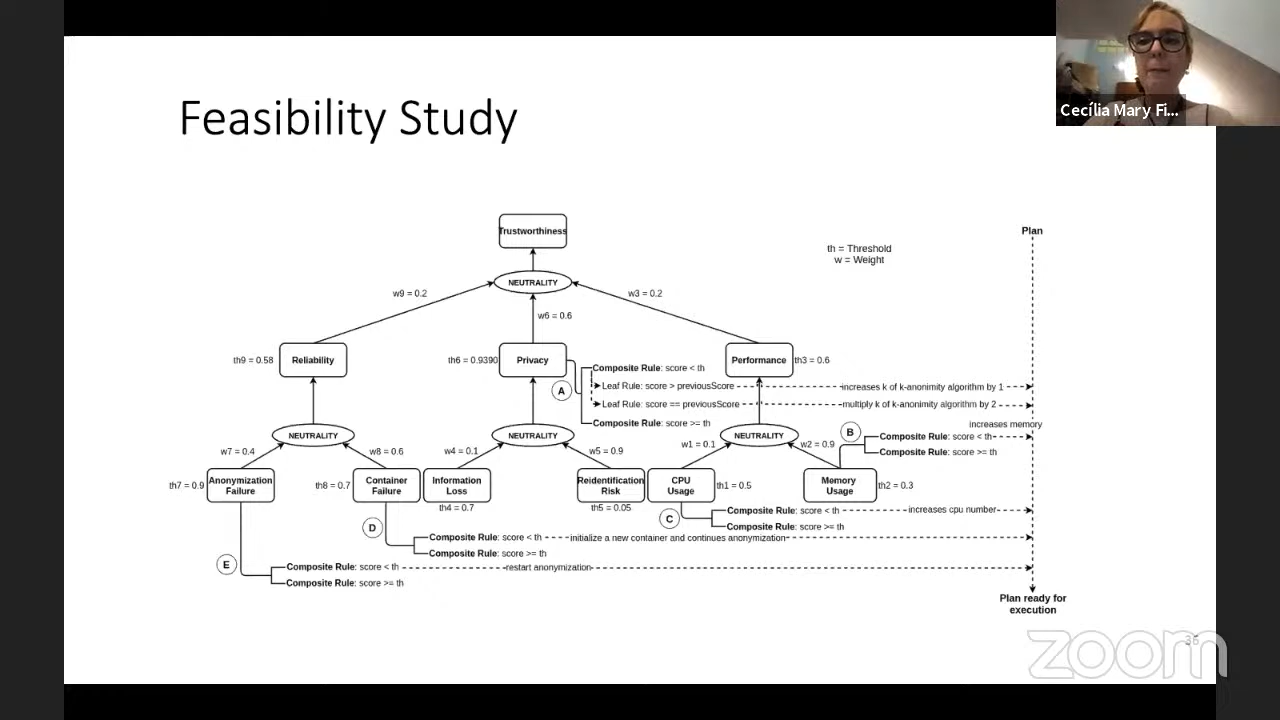 Cecília Mary Fi...
Feasibility Study
Trustworthiness
Plan
th = Threshold
w = Weight
NEUTRALITY
w9 = 0.2
w3 = 0.2
w6 = 0.6
th9 = 0.58
Reliability
th6 = 0.9390
Privacy
Performance
th3 = 0.6
Composite Rule: score < th
A
Leaf Rule: score > previousScore
increases k of k-anonimity algorithm by 1
Leaf Rule: score == previousScore
multiply k of k-anonimity algorithm by 2
Composite Rule: score >= th
increases memory
NEUTRALITY
NEUTRALITY
NEUTRALITY
B
Composite Rule: score < th
w7 = 0.4
w8 = 0.6
w4 = 0.1
w5 = 0.9
w1 = 0.1
w2 = 0.9
Composite Rule: score >= th
th7 = 0.9
Anonymization
Failure
th8 = 0.7
Container
Failure
Information
Loss
Reidentification
Risk
CPU
Usage
th1 = 0.5
Memory
Usage
th2 = 0.3
th4 = 0.7
th5 = 0.05
C
Composite Rule: score < th
increases cpu number
Composite Rule: score >= th
D
Composite Rule: score < th
initialize a new container and continues anonymization
Composite Rule: score >= th
E
Composite Rule: score < th
restart anonymization
Composite Rule: score >= th
Plan ready for
execution
zoom